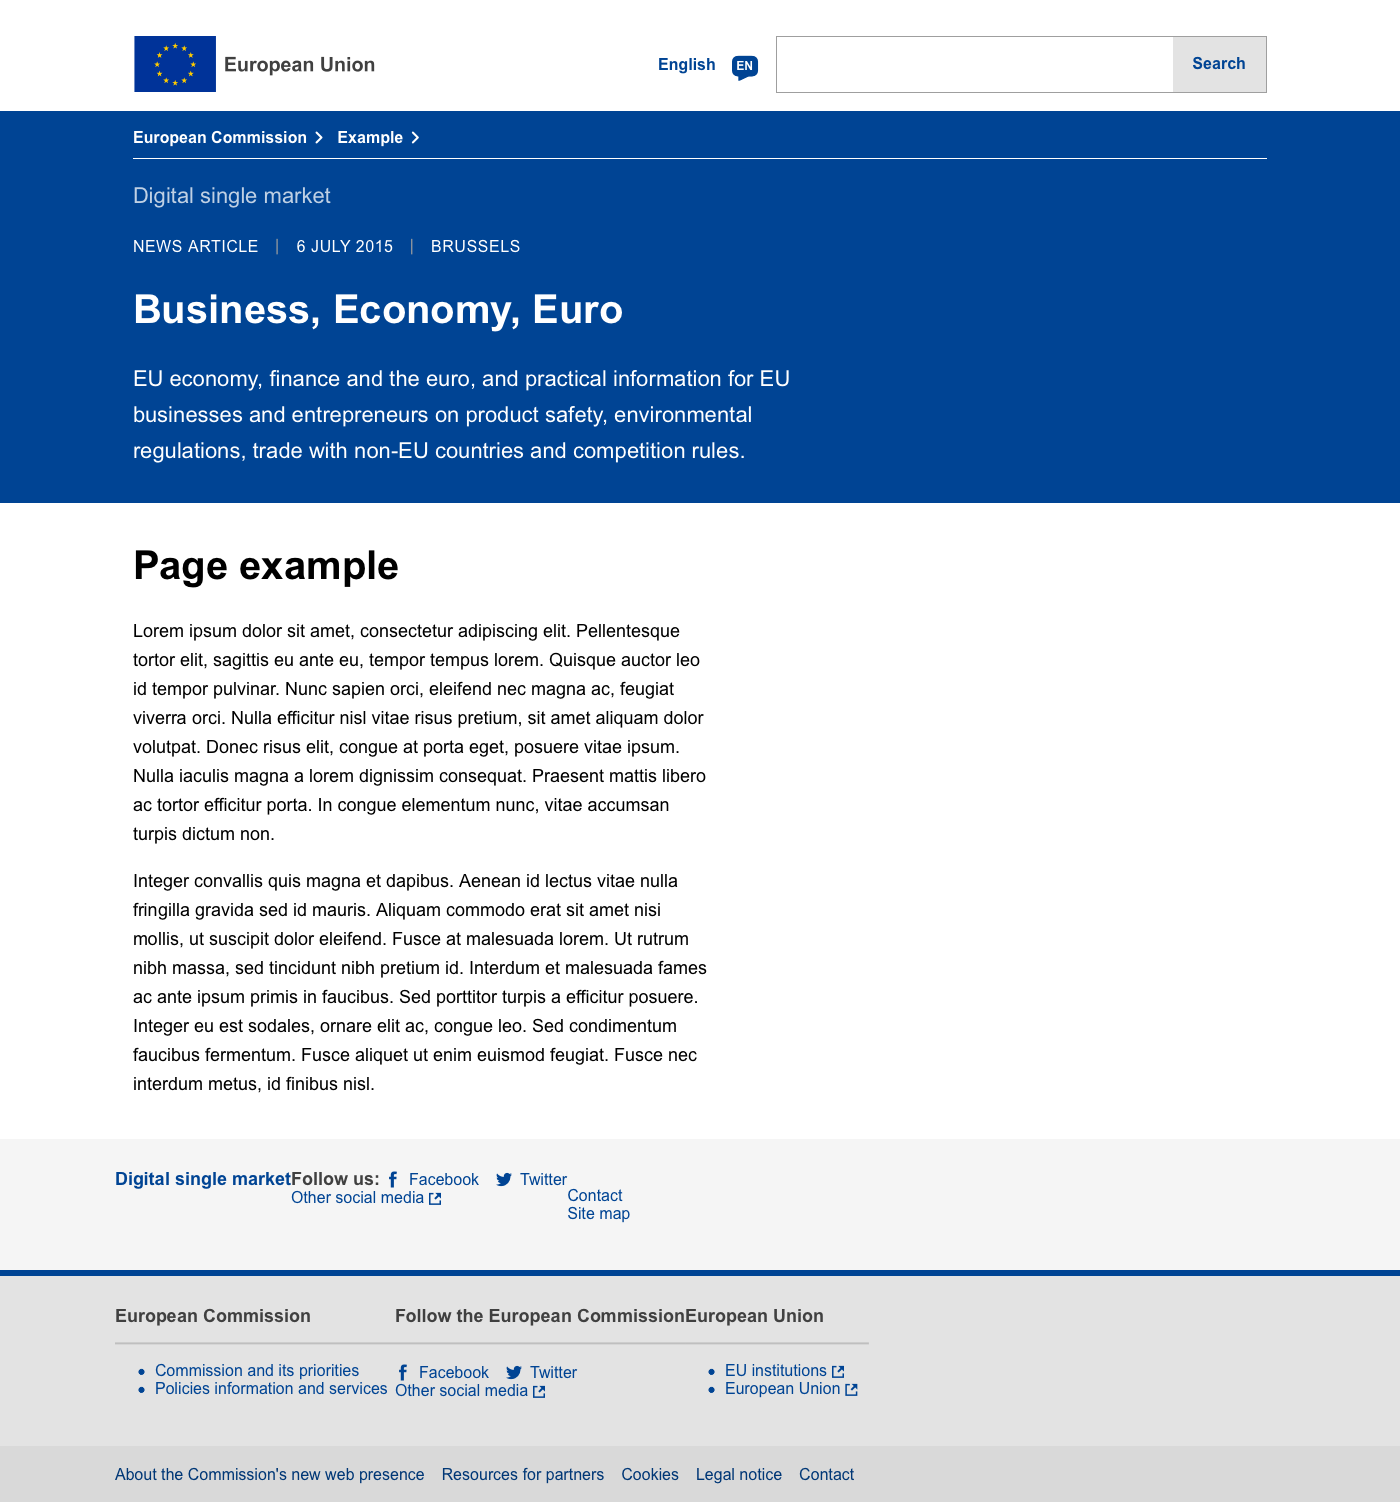 European Union
English EN Search
European Commission Example
Digital single market
NEWS ARTICLE | 6 JULY 2015 | BRUSSELS
Business, Economy, Euro
EU economy, finance and the euro, and practical information for EU
businesses and entrepreneurs on product safety, environmental
regulations, trade with non-EU countries and competition rules.
Page example
Lorem ipsum dolor sit amet, consectetur adipiscing elit. Pellentesque
tortor elit, sagittis eu ante eu, tempor tempus lorem. Quisque auctor leo
id tempor pulvinar. Nunc sapien orci, eleifend nec magna ac, feugiat
viverra orci. Nulla efficitur nisl vitae risus pretium, sit amet aliquam dolor
volutpat. Donec risus elit, congue at porta eget, posuere vitae ipsum.
Nulla iaculis magna a lorem dignissim consequat. Praesent mattis libero
ac tortor efficitur porta. In congue elementum nunc, vitae accumsan
turpis dictum non.
Integer convallis quis magna et dapibus. Aenean id lectus vitae nulla
fringilla gravida sed id mauris. Aliquam commodo erat sit amet nisi
mollis, ut suscipit dolor eleifend. Fusce at malesuada lorem. Ut rutrum
nibh massa, sed tincidunt nibh pretium id. Interdum et malesuada fames
ac ante ipsum primis in faucibus. Sed porttitor turpis a efficitur posuere.
Integer eu est sodales, ornare elit ac, congue leo. Sed condimentum
faucibus fermentum. Fusce aliquet ut enim euismod feugiat. Fusce nec
interdum metus, id finibus nisl.
Digital single market
Follow us: Facebook Twitter
Other social media
Contact
Site map
European Commission
Commission and its priorities
Policies information and services
Follow the European Commission
Facebook Twitter
Other social media
European Union
EU institutions
European Union
About the Commission's new web presence Resources for partners Cookies Legal notice Contact